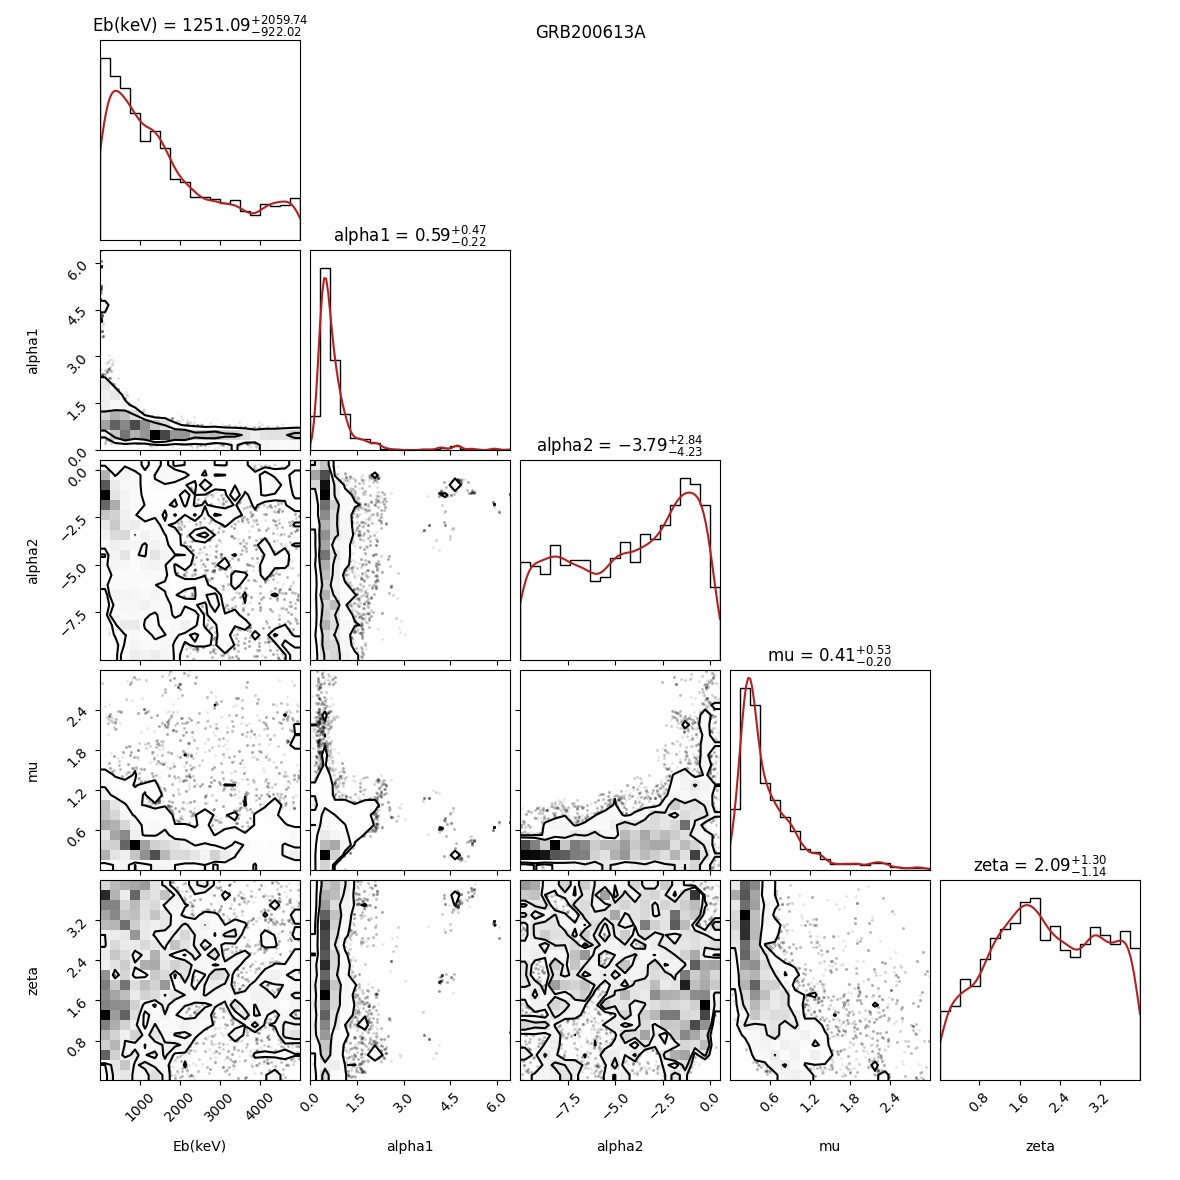 GRB200613A
Eb(keV) = 1251.09+2059.74 −922.02
alpha1 = 0.59+0.47 −0.22
6.0
4.5
3.0
1.5
0.0
alpha1
alpha2 = −3.79+2.84 −4.23
0.0
−2.5
−5.0
−7.5
alpha2
mu = 0.41+0.53 −0.20
2.4
1.8
1.2
0.6
mu
zeta = 2.09+1.30 −1.14
3.2
2.4
1.6
0.8
zeta
1000 2000 3000 4000
0.0 1.5 3.0 4.5 6.0
−7.5 −5.0 −2.5 0.0
0.6 1.2 1.8 2.4
0.8 1.6 2.4 3.2
Eb(keV) alpha1 alpha2 mu zeta